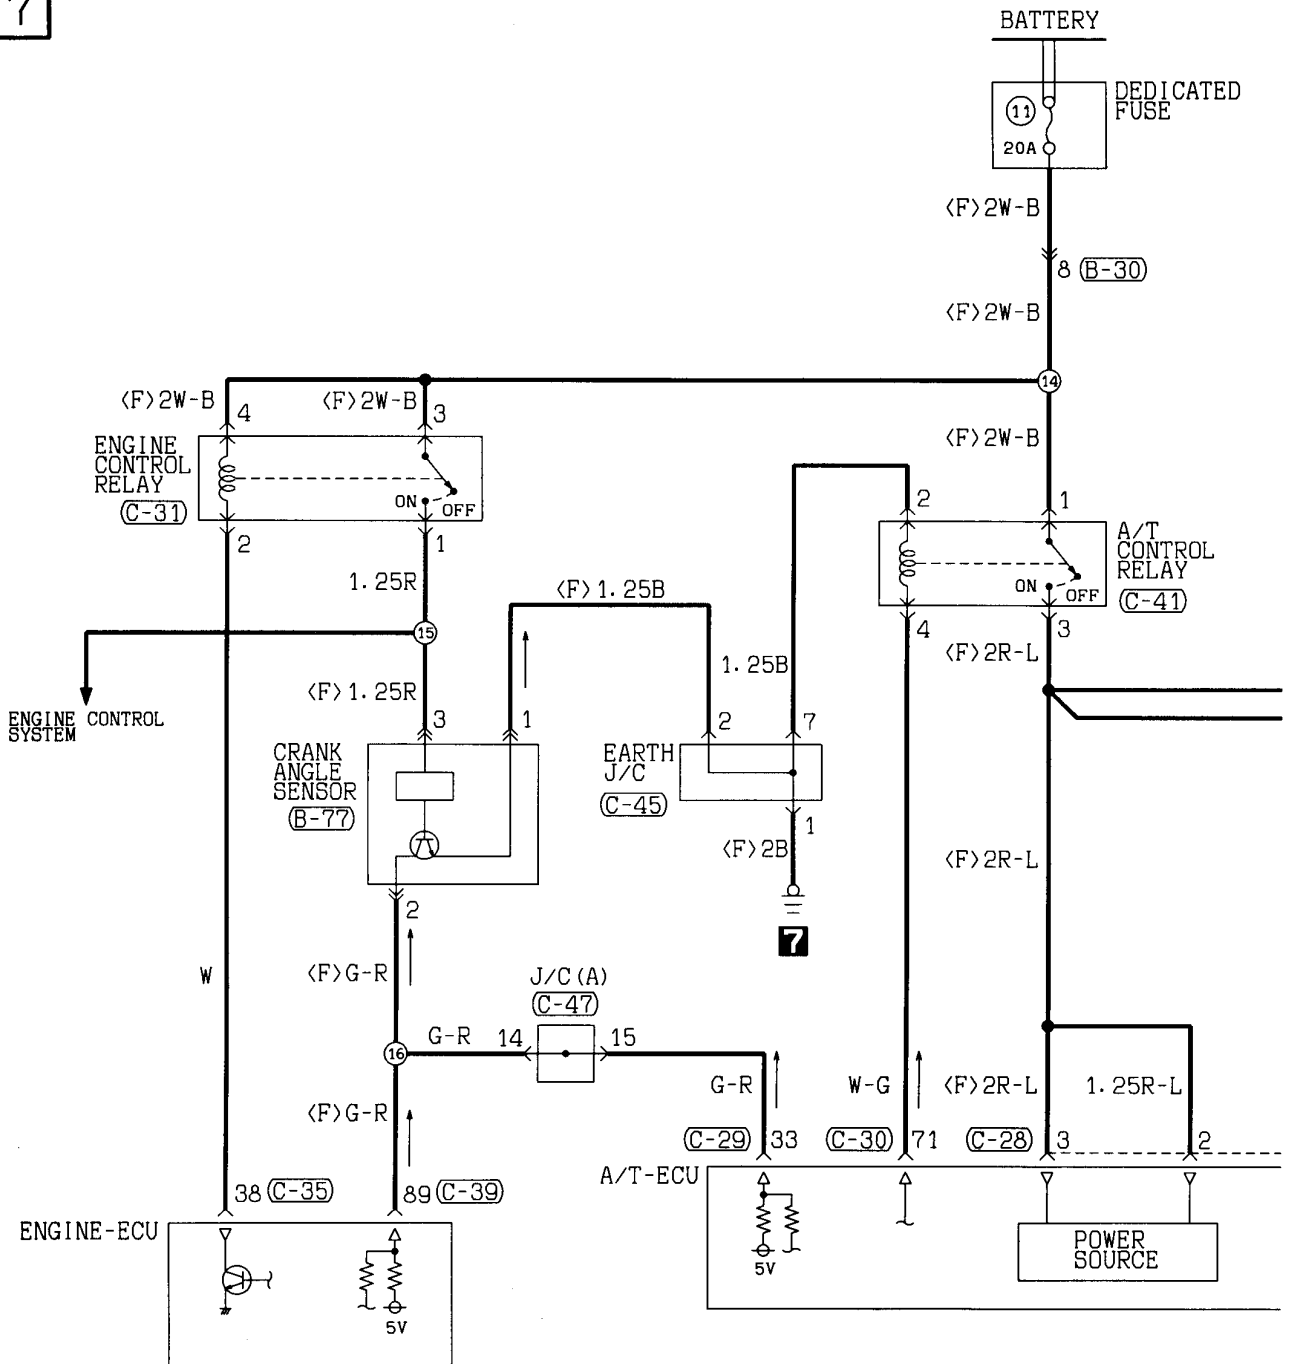 7
BATTERY
DEDICATED
FUSE
11
20A
〈F〉2W-B
8 B-30
〈F〉2W-B
14
〈F〉2W-B
4
〈F〉2W-B
3
〈F〉2W-B
ENGINE
CONTROL
RELAY
C-31
ON
OFF
2
1
2
1
A/T
CONTROL
RELAY
C-41
ON
OFF
4
3
1.25R
〈F〉1.25B
15
1.25B
〈F〉2R-L
〈F〉1.25R
ENGINE CONTROL
SYSTEM
3
1
2
7
CRANK
ANGLE
SENSOR
B-77
EARTH
J/C
C-45
1
〈F〉2B
〈F〉2R-L
2
7
W
〈F〉G-R
J/C(A)
C-47
G-R
14
15
16
〈F〉G-R
G-R
W-G
〈F〉2R-L
1.25R-L
C-29 33
C-30 71
C-28 3
2
A/T-ECU
38 C-35
89 C-39
ENGINE-ECU
5V
5V
POWER
SOURCE